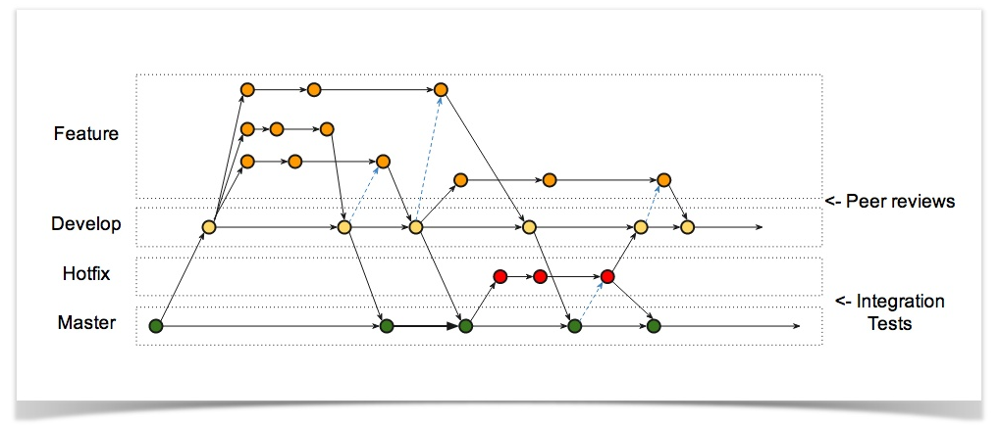 Feature
<- Peer reviews
Develop
Hotfix
<- Integration
Tests
Master